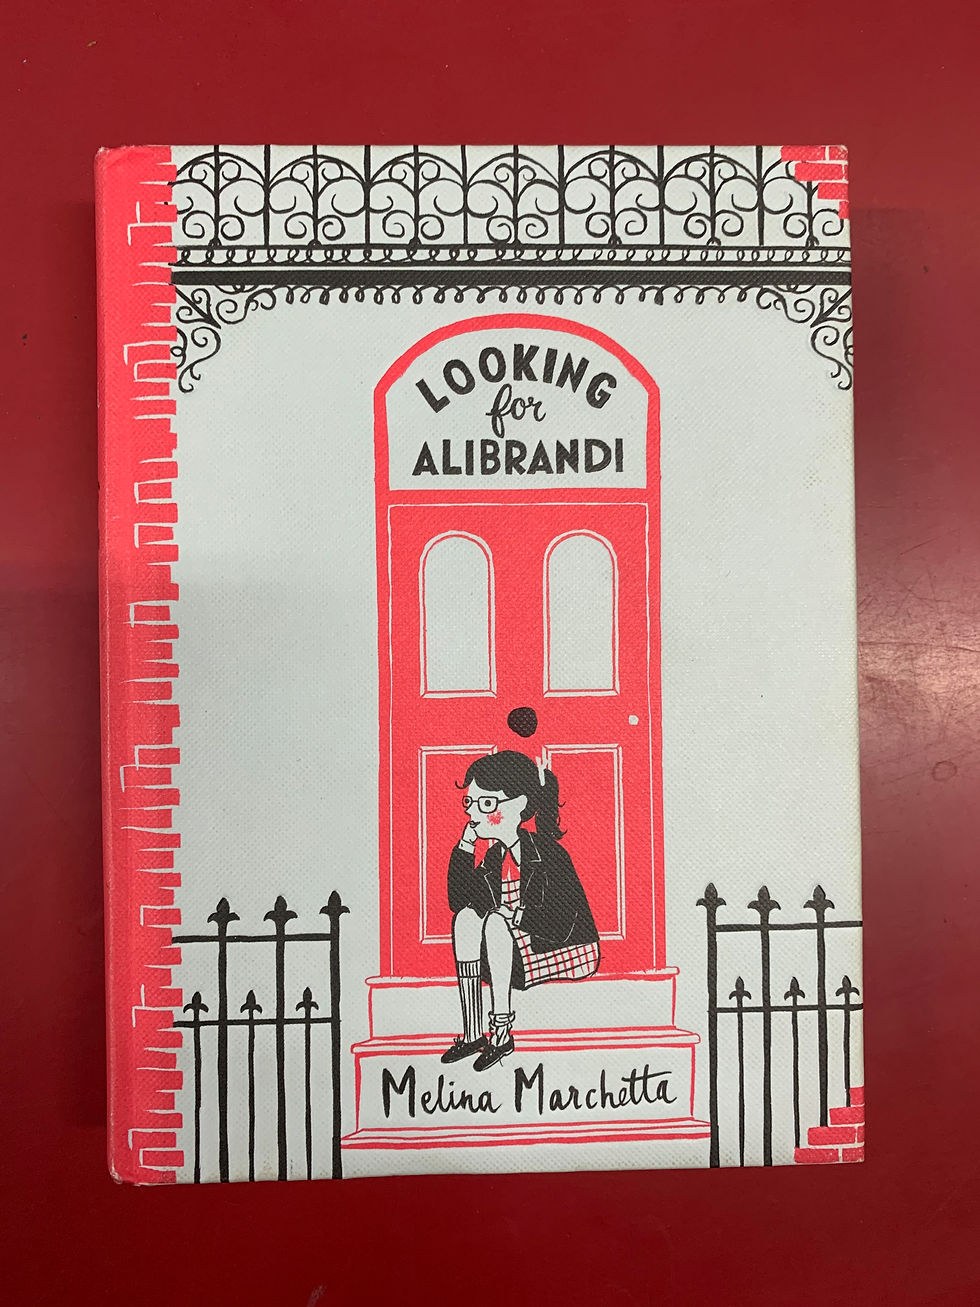 LOOKING
for
ALIBRANDI
Melina Marchetta